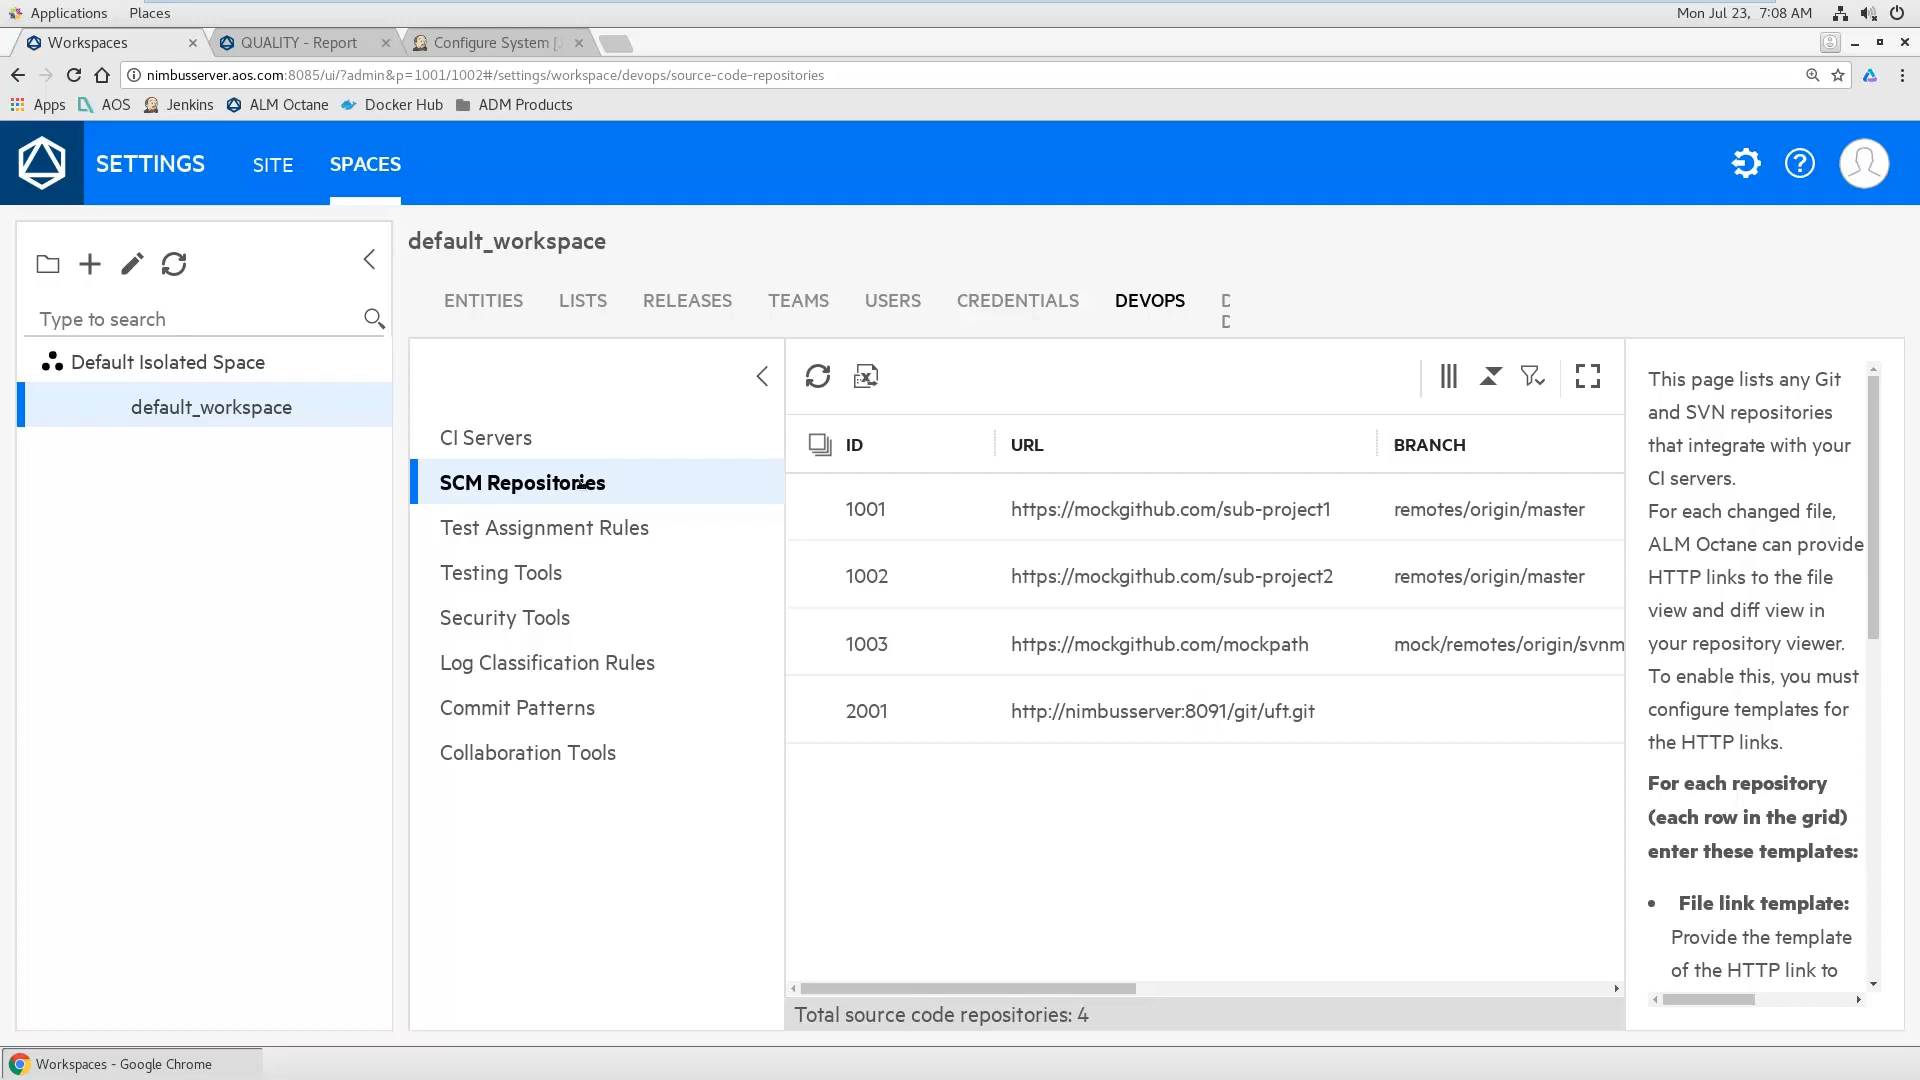 Applications Places Mon Jul 23, 7:08 AM
Workspaces QUALITY - Report Configure System [
nimbusserver.aos.com:8085/ui/?admin&p=1001/1002#/settings/workspace/devops/source-code-repositories
Apps AOS Jenkins ALM Octane Docker Hub ADM Products
SETTINGS SITE SPACES
default_workspace
Type to search
Default Isolated Space
default_workspace
ENTITIES LISTS RELEASES TEAMS USERS CREDENTIALS DEVOPS D
D
CI Servers
SCM Repositories
Test Assignment Rules
Testing Tools
Security Tools
Log Classification Rules
Commit Patterns
Collaboration Tools
ID URL BRANCH
1001 https://mockgithub.com/sub-project1 remotes/origin/master
1002 https://mockgithub.com/sub-project2 remotes/origin/master
1003 https://mockgithub.com/mockpath mock/remotes/origin/svnm
2001 http://nimbusserver:8091/git/uft.git
Total source code repositories: 4
This page lists any Git
and SVN repositories
that integrate with your
CI servers.
For each changed file,
ALM Octane can provide
HTTP links to the file
view and diff view in
your repository viewer.
To enable this, you must
configure templates for
the HTTP links.
For each repository
(each row in the grid)
enter these templates:
• File link template:
Provide the template
of the HTTP link to
Workspaces - Google Chrome